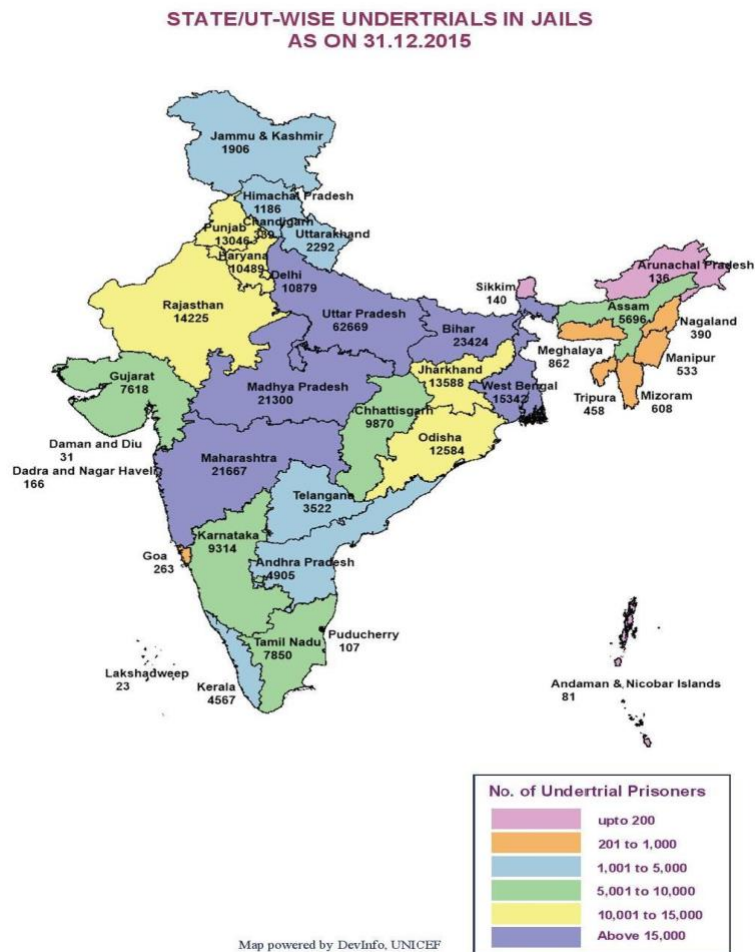 STATE/UT-WISE UNDERTRIALS IN JAILS
AS ON 31.12.2015
Jammu & Kashmir
1906
Himachal Pradesh
1186
Chandigarh
389
Punjab
13046
Uttarakhand
2292
Haryana
10489
Delhi
10879
Rajasthan
14225
Uttar Pradesh
62669
Bihar
23424
Sikkim
140
Arunachal Pradesh
136
Assam
5696
Nagaland
390
Meghalaya
862
Manipur
533
Tripura
458
Mizoram
608
Gujarat
7618
Madhya Pradesh
21300
Jharkhand
13588
West Bengal
15342
Chhattisgarh
9870
Odisha
12584
Daman and Diu
31
Dadra and Nagar Haveli
166
Maharashtra
21667
Telangana
3522
Karnataka
9314
Goa
263
Andhra Pradesh
4905
Tamil Nadu
7850
Puducherry
107
Lakshadweep
23
Kerala
4567
Andaman & Nicobar Islands
81
No. of Undertrial Prisoners
upto 200
201 to 1,000
1,001 to 5,000
5,001 to 10,000
10,001 to 15,000
Above 15,000
Map powered by DevInfo, UNICEF